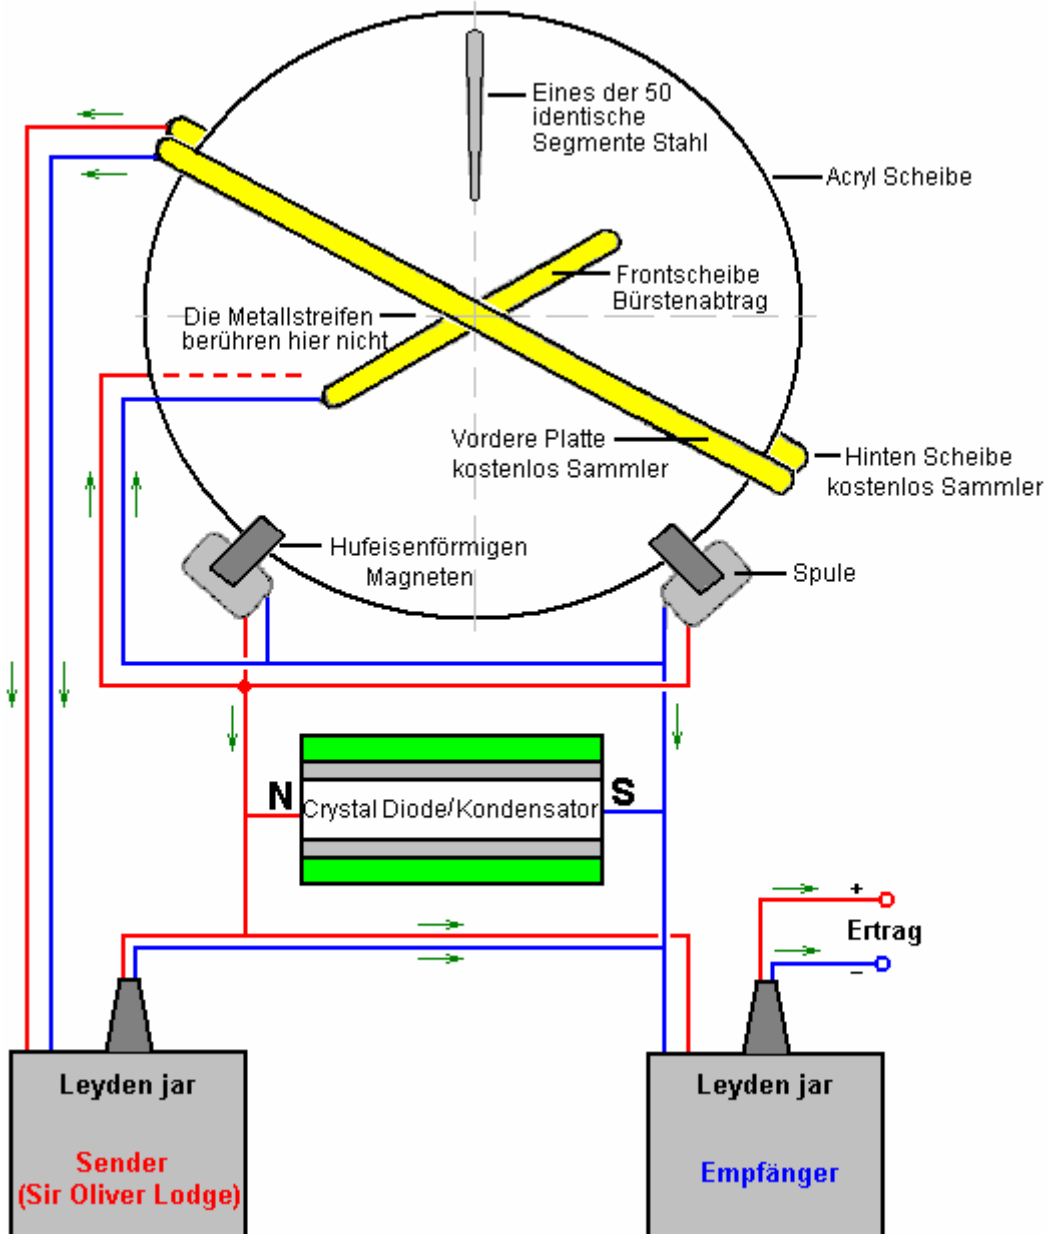 Eines der 50
identische
Segmente Stahl
Acryl Scheibe
Frontscheibe
Bürstenabtrag
Die Metallstreifen
berühren hier nicht
Vordere Platte
kostenlos Sammler
Hinten Scheibe
kostenlos Sammler
Hufeisenförmigen
Magneten
Spule
N
Crystal Diode/Kondensator
S
+
Ertrag
–
Leyden jar
Sender
(Sir Oliver Lodge)
Leyden jar
Empfänger